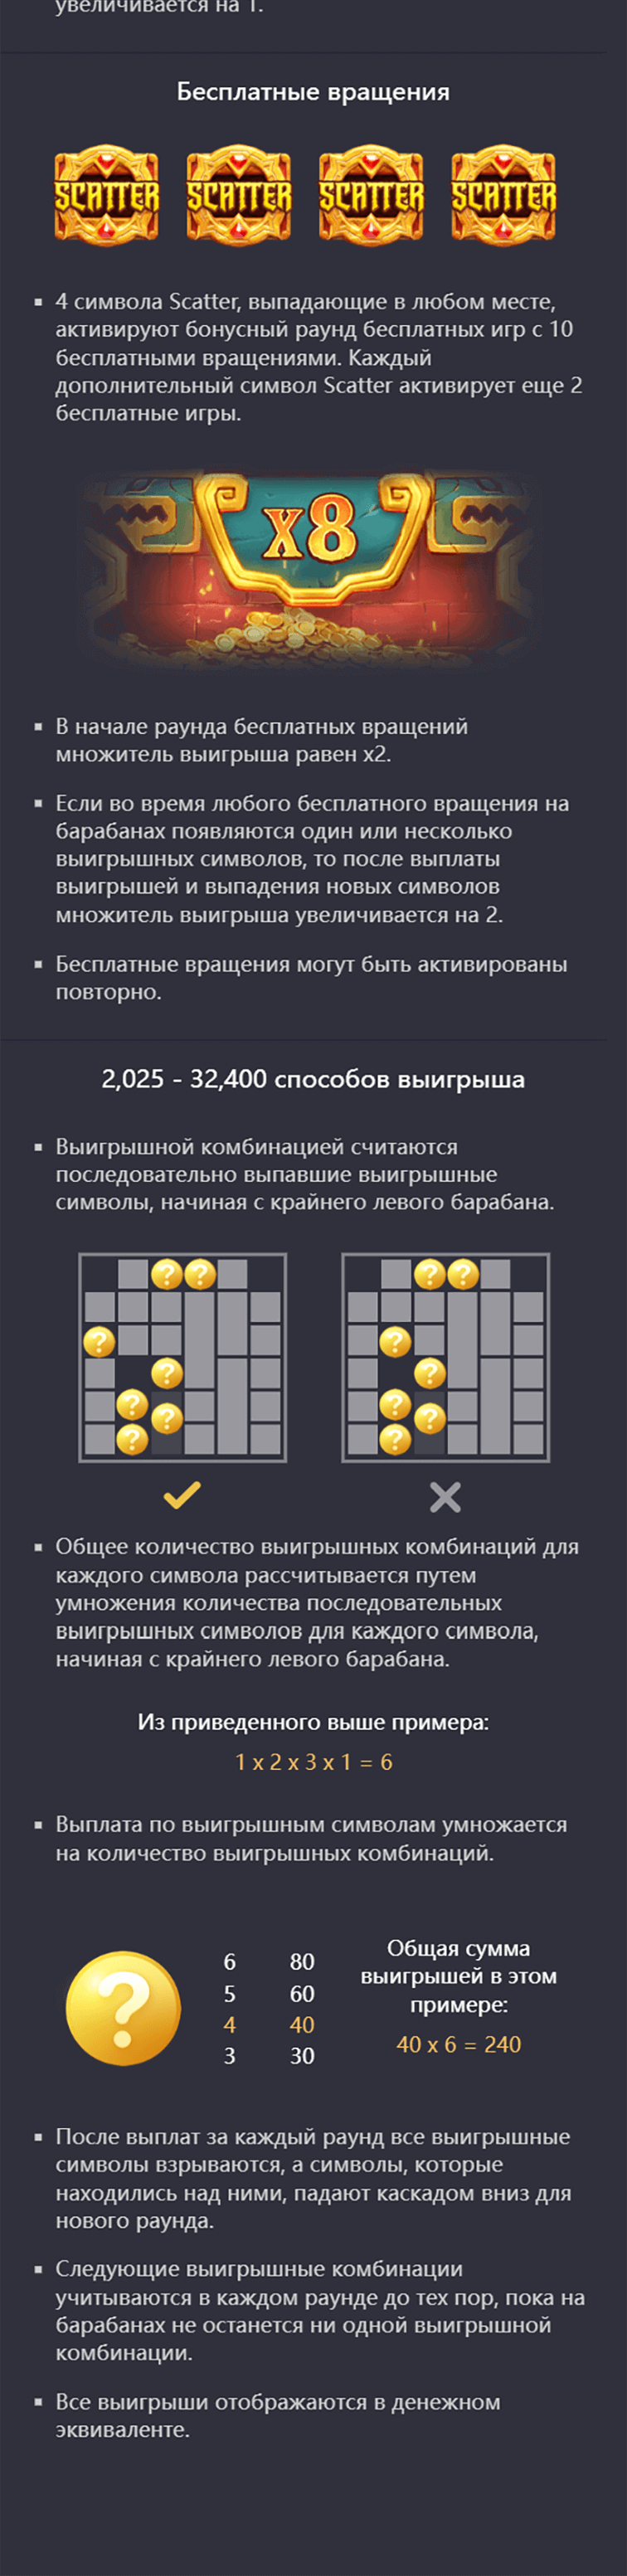 увеличивается на 1.
Бесплатные вращения
SCATTER SCATTER SCATTER SCATTER
4 символа Scatter, выпадающие в любом месте,
активируют бонусный раунд бесплатных игр с 10
бесплатными вращениями. Каждый
дополнительный символ Scatter активирует еще 2
бесплатные игры.
x8
В начале раунда бесплатных вращений
множитель выигрыша равен x2.
Если во время любого бесплатного вращения на
барабанах появляются один или несколько
выигрышных символов, то после выплаты
выигрышей и выпадения новых символов
множитель выигрыша увеличивается на 2.
Бесплатные вращения могут быть активированы
повторно.
2,025 - 32,400 способов выигрыша
Выигрышной комбинацией считаются
последовательно выпавшие выигрышные
символы, начиная с крайнего левого барабана.
? ? ? ?
? ?
? ?
? ?
? ?
? ?
? ?
Общее количество выигрышных комбинаций для
каждого символа рассчитывается путем
умножения количества последовательных
выигрышных символов для каждого символа,
начиная с крайнего левого барабана.
Из приведенного выше примера:
1 x 2 x 3 x 1 = 6
Выплата по выигрышным символам умножается
на количество выигрышных комбинаций.
?
6 80
5 60
4 40
3 30
Общая сумма
выигрышей в этом
примере:
40 x 6 = 240
После выплат за каждый раунд все выигрышные
символы взрываются, а символы, которые
находились над ними, падают каскадом вниз для
нового раунда.
Следующие выигрышные комбинации
учитываются в каждом раунде до тех пор, пока на
барабанах не останется ни одной выигрышной
комбинации.
Все выигрыши отображаются в денежном
эквиваленте.